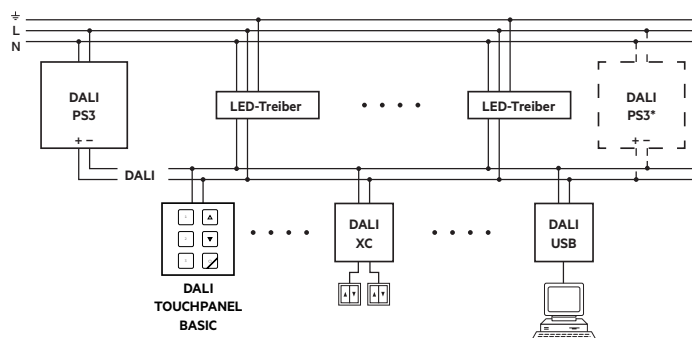 L
N
DALI
PS3
+ −
LED-Treiber
LED-Treiber
DALI
PS3*
+ −
DALI
DALI
TOUCHPANEL
BASIC
DALI
XC
DALI
USB